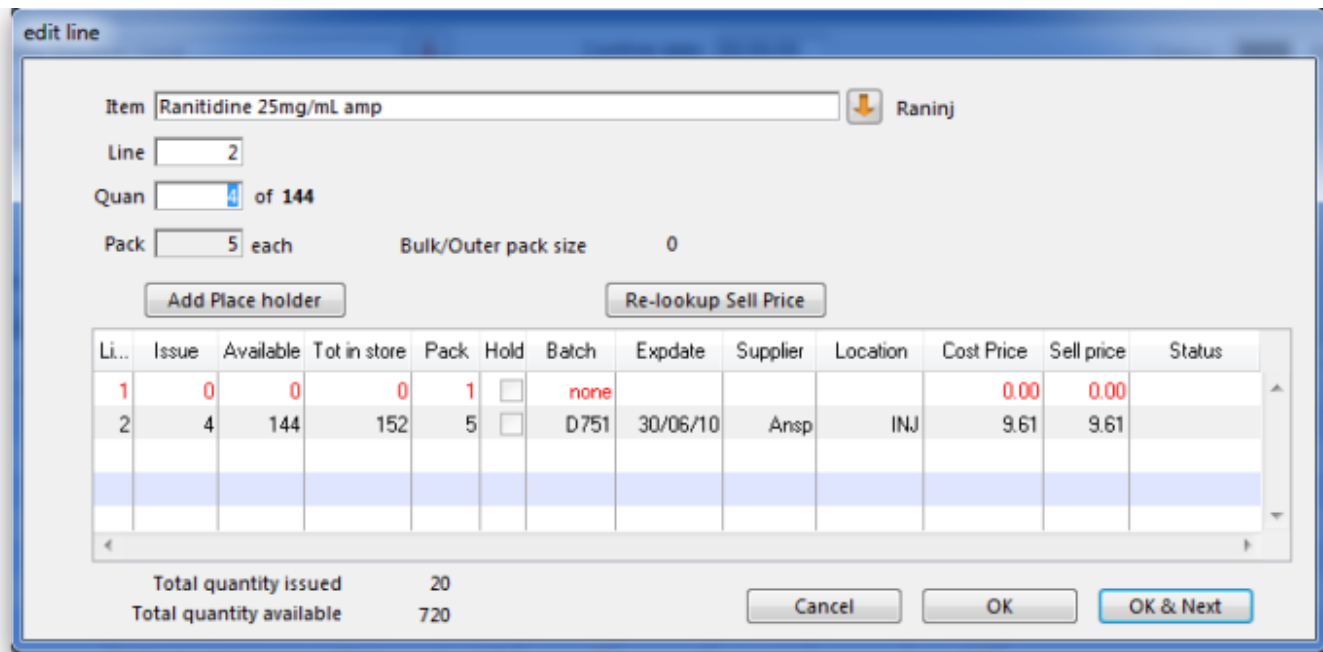 edit line
Item Ranitidine 25mg/mL amp Raninj
Line 2
Quan 4 of 144
Pack 5 each Bulk/Outer pack size 0
Add Place holder Re-lookup Sell Price
Li... Issue Available Tot in store Pack Hold Batch Expdate Supplier Location Cost Price Sell price Status
1 0 0 0 1 none 0.00 0.00
2 4 144 152 5 D751 30/06/10 Ansp INJ 9.61 9.61
Total quantity issued 20
Total quantity available 720
Cancel OK OK & Next